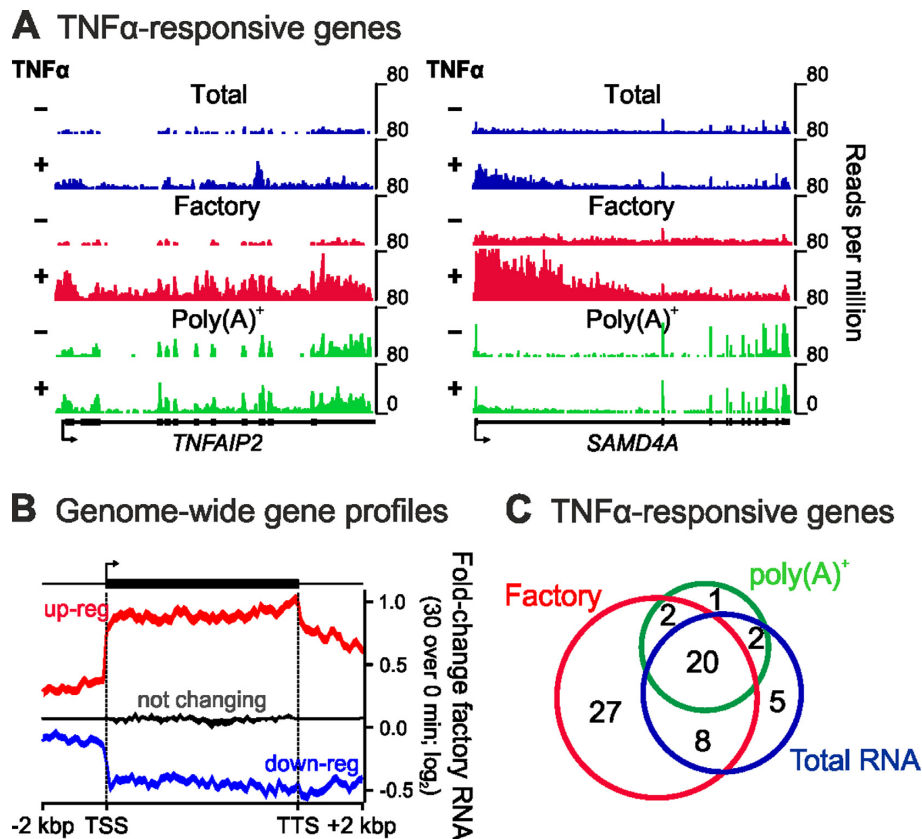 A TNFα-responsive genes
TNFα
Total
80
−
80
+
80
Factory
−
80
+
80
Poly(A)+
−
80
+
0
TNFAIP2
TNFα
Total
80
−
80
+
80
Factory
−
80
+
80
Poly(A)+
−
80
+
0
SAMD4A
Reads per million
B Genome-wide gene profiles
up-reg
not changing
down-reg
1.0
0.5
0.0
-0.5
Fold-change factory RNA
(30 over 0 min; log2)
-2 kbp TSS TTS +2 kbp
C TNFα-responsive genes
Factory
poly(A)+
1
2
2
20
27
5
8
Total RNA